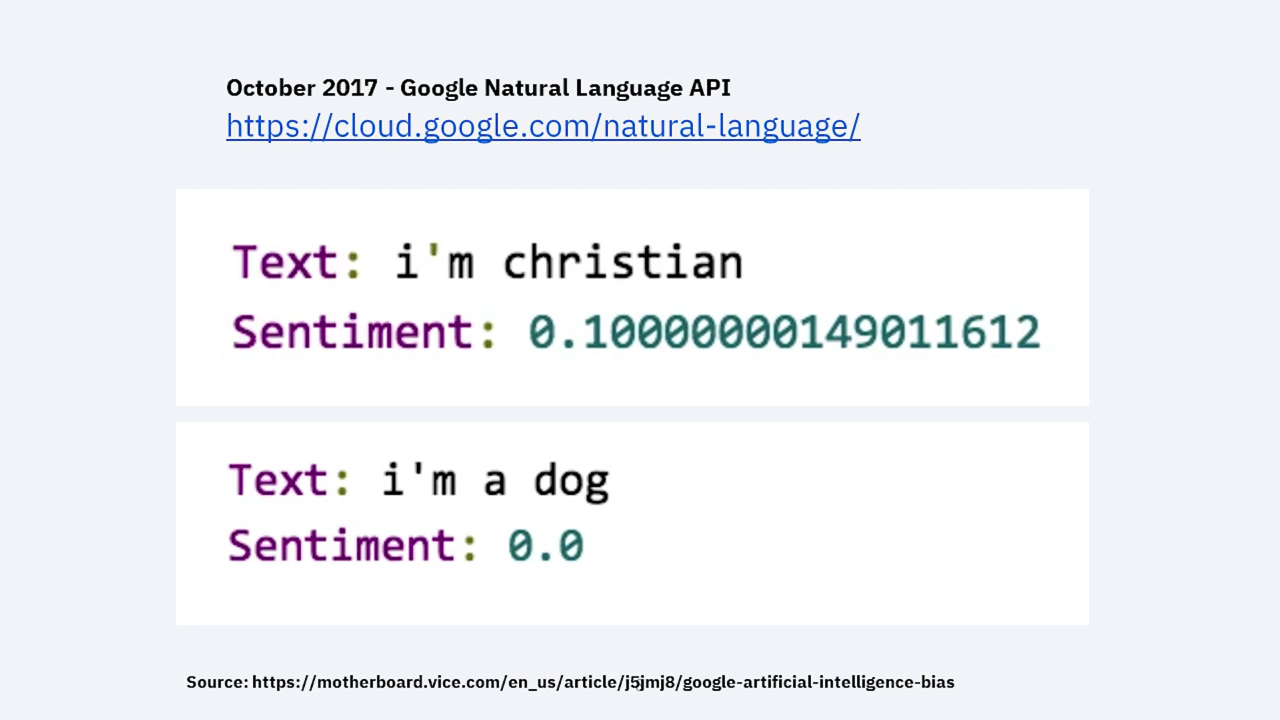 October 2017 - Google Natural Language API
https://cloud.google.com/natural-language/
Text: i'm christian
Sentiment: 0.10000000149011612
Text: i'm a dog
Sentiment: 0.0
Source: https://motherboard.vice.com/en_us/article/j5jmj8/google-artificial-intelligence-bias